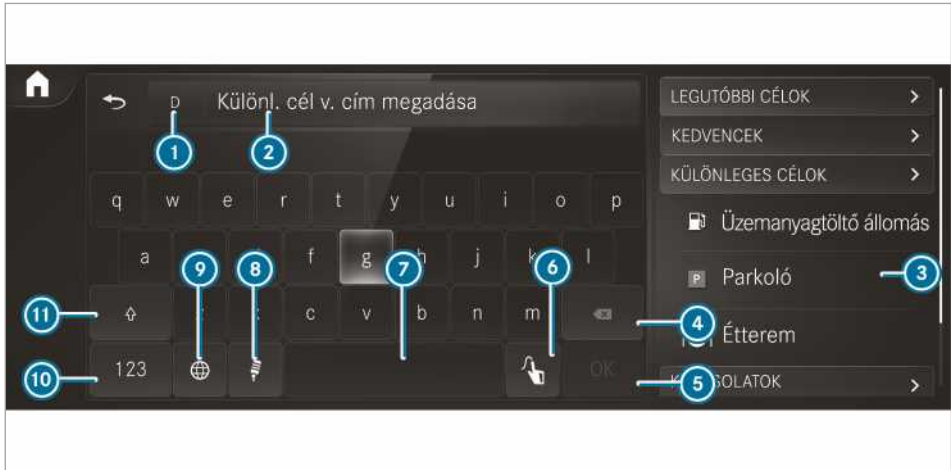 D Különl. cél v. cím megadása
1 2
q w e r t y u i o p
a f g h j k l
9 8 7 6
11 c v b n m 4
10 123 OK 5
LEGUTÓBBI CÉLOK
KEDVENCEK
KÜLÖNLEGES CÉLOK
Üzemanyagtöltő állomás
P Parkoló 3
Étterem